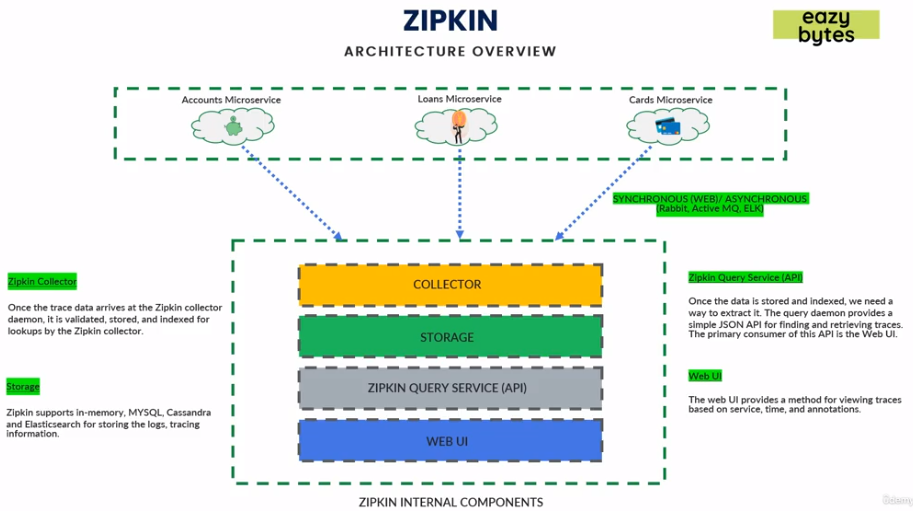 ZIPKIN
ARCHITECTURE OVERVIEW
eazy
bytes
Accounts Microservice
Loans Microservice
Cards Microservice
SYNCHRONOUS (WEB)/ ASYNCHRONOUS
(Rabbit, Active MQ, ELK)
Zipkin Collector
Once the trace data arrives at the Zipkin collector
daemon, it is validated, stored, and indexed for
lookups by the Zipkin collector.
Storage
Zipkin supports in-memory, MYSQL, Cassandra
and Elasticsearch for storing the logs, tracing
information.
COLLECTOR
STORAGE
ZIPKIN QUERY SERVICE (API)
WEB UI
ZIPKIN INTERNAL COMPONENTS
Zipkin Query Service (API)
Once the data is stored and indexed, we need a
way to extract it. The query daemon provides a
simple JSON API for finding and retrieving traces.
The primary consumer of this API is the Web UI.
Web UI
The web UI provides a method for viewing traces
based on service, time, and annotations.
Udemy